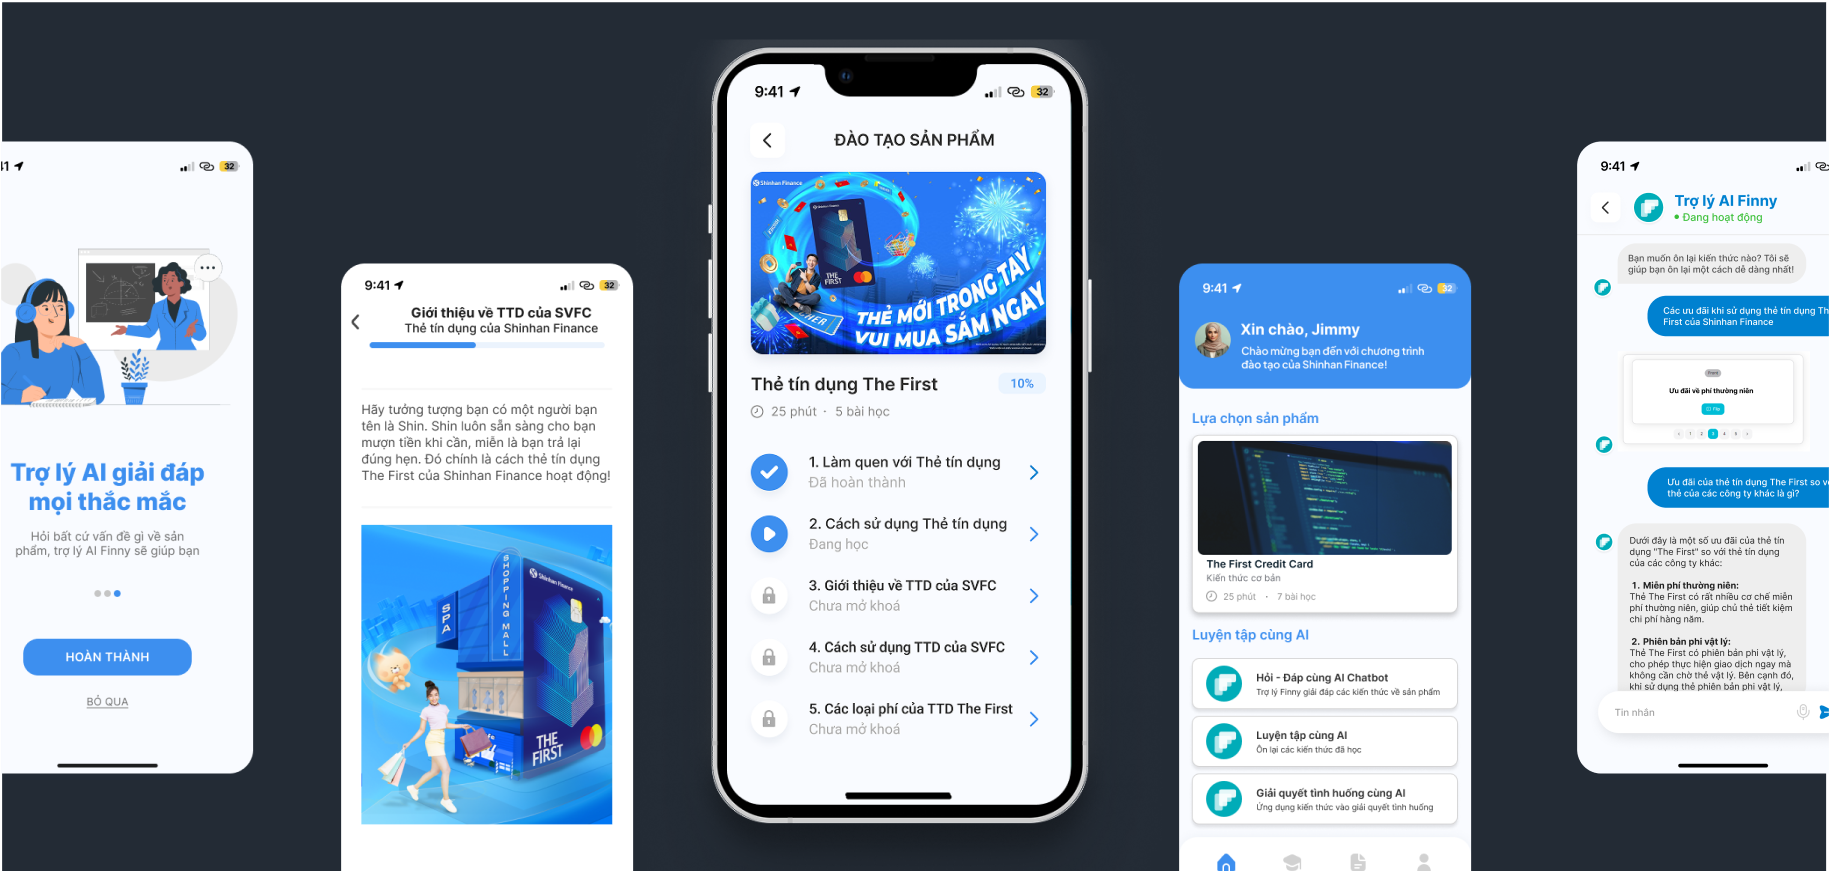 9:41
32
Trợ lý AI giải đáp
mọi thắc mắc
Hỏi bất cứ vấn đề gì về sản
phẩm, trợ lý AI Finny sẽ giúp bạn
HOÀN THÀNH
BỎ QUA
9:41
32
Giới thiệu về TTD của SVFC
Thẻ tín dụng của Shinhan Finance
Hãy tưởng tượng bạn có một người bạn
tên là Shin. Shin luôn sẵn sàng cho bạn
mượn tiền khi cần, miễn là bạn trả lại
đúng hẹn. Đó chính là cách thẻ tín dụng
The First của Shinhan Finance hoạt động!
SHOPPING MALL
SPA
Shinhan Finance
THE
FIRST
9:41
32
ĐÀO TẠO SẢN PHẨM
Shinhan Finance
THE
FIRST
VOUCHER
THẺ MỚI TRONG TAY
VUI MUA SẮM NGAY
Thẻ tín dụng The First
10%
25 phút · 5 bài học
1. Làm quen với Thẻ tín dụng
Đã hoàn thành
2. Cách sử dụng Thẻ tín dụng
Đang học
3. Giới thiệu về TTD của SVFC
Chưa mở khoá
4. Cách sử dụng TTD của SVFC
Chưa mở khoá
5. Các loại phí của TTD The First
Chưa mở khoá
9:41
32
Xin chào, Jimmy
Chào mừng bạn đến với chương trình
đào tạo của Shinhan Finance!
Lựa chọn sản phẩm
The First Credit Card
Kiến thức cơ bản
25 phút · 7 bài học
Luyện tập cùng AI
Hỏi - Đáp cùng AI Chatbot
Trợ lý Finny giải đáp các kiến thức về sản phẩm
Luyện tập cùng AI
Ôn lại các kiến thức đã học
Giải quyết tình huống cùng AI
Ứng dụng kiến thức vào giải quyết tình huống
9:41
Trợ lý AI Finny
• Đang hoạt động
Bạn muốn ôn lại kiến thức nào? Tôi sẽ
giúp bạn ôn lại một cách dễ dàng nhất!
Các ưu đãi khi sử dụng thẻ tín dụng Th
First của Shinhan Finance
Front
Ưu đãi về phí thường niên
Flip
< 1 2 3 4 5 >
Ưu đãi của thẻ tín dụng The First so v
thẻ của các công ty khác là gì?
Dưới đây là một số ưu đãi của thẻ tín
dụng "The First" so với thẻ tín dụng
của các công ty khác:
1. Miễn phí thường niên:
Thẻ The First có rất nhiều cơ chế miễn
phí thường niên, giúp chủ thẻ tiết kiệm
chi phí hàng năm.
2. Phiên bản phi vật lý:
Thẻ The First có phiên bản phi vật lý,
cho phép thực hiện giao dịch ngay mà
không cần chờ thẻ vật lý. Bên cạnh đó,
khi sử dụng thẻ phiên bản phi vật lý,
Tin nhắn